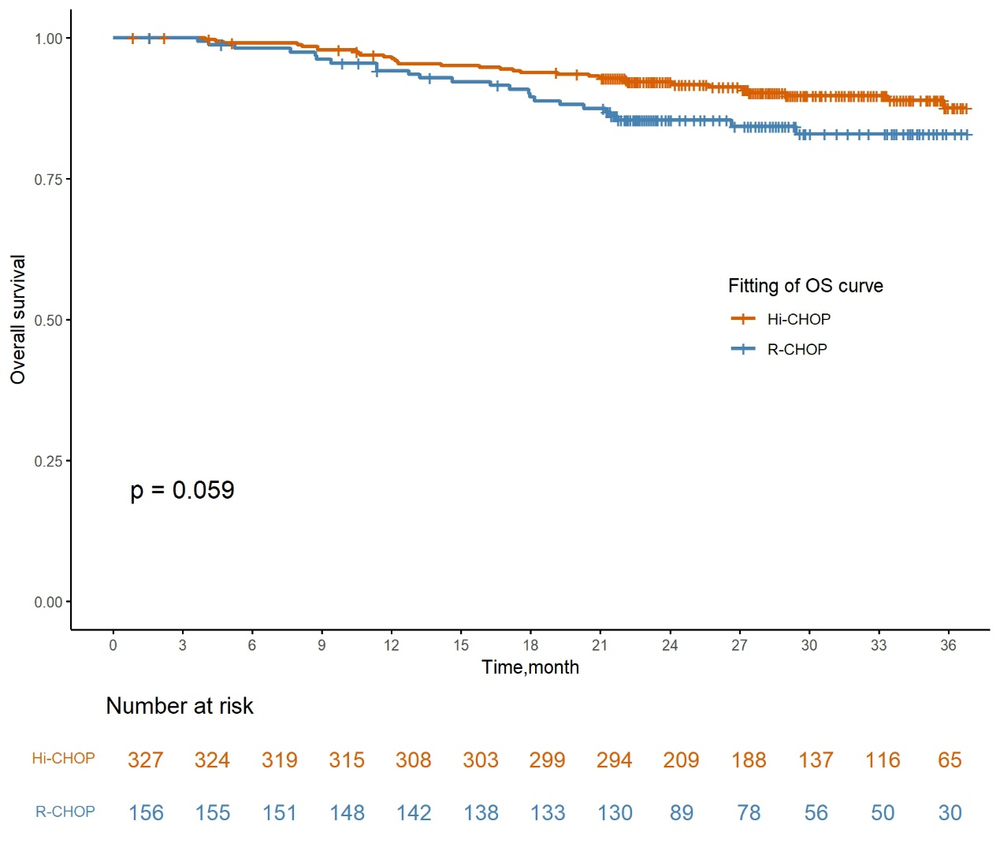 1.00
0.75
0.50
0.25
0.00
Overall survival
Fitting of OS curve
Hi-CHOP
R-CHOP
p = 0.059
0 3 6 9 12 15 18 21 24 27 30 33 36
Time,month
Number at risk
Hi-CHOP 327 324 319 315 308 303 299 294 209 188 137 116 65
R-CHOP 156 155 151 148 142 138 133 130 89 78 56 50 30